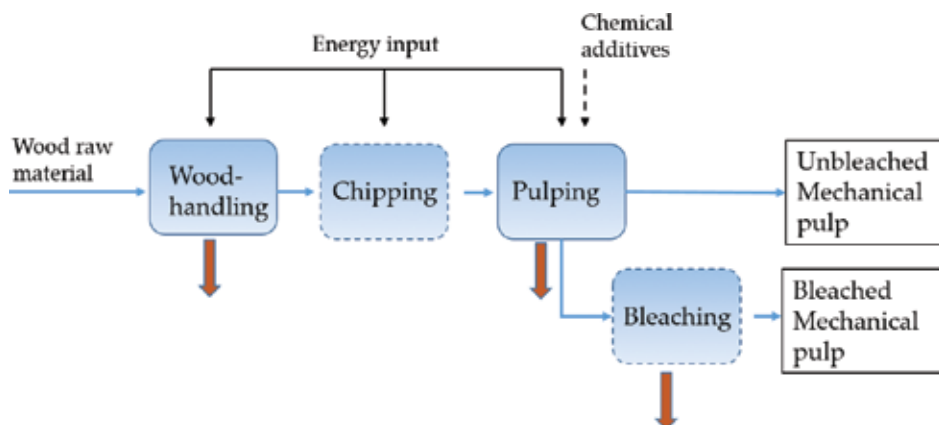 Energy input
Chemical
additives
Wood raw
material
Wood-
handling
Chipping
Pulping
Unbleached
Mechanical
pulp
Bleaching
Bleached
Mechanical
pulp